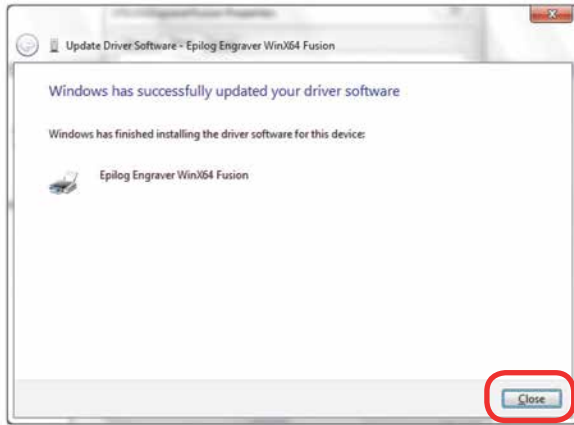 Update Driver Software - Epilog Engraver WinX64 Fusion
Windows has successfully updated your driver software
Windows has finished installing the driver software for this device:
Epilog Engraver WinX64 Fusion
Close